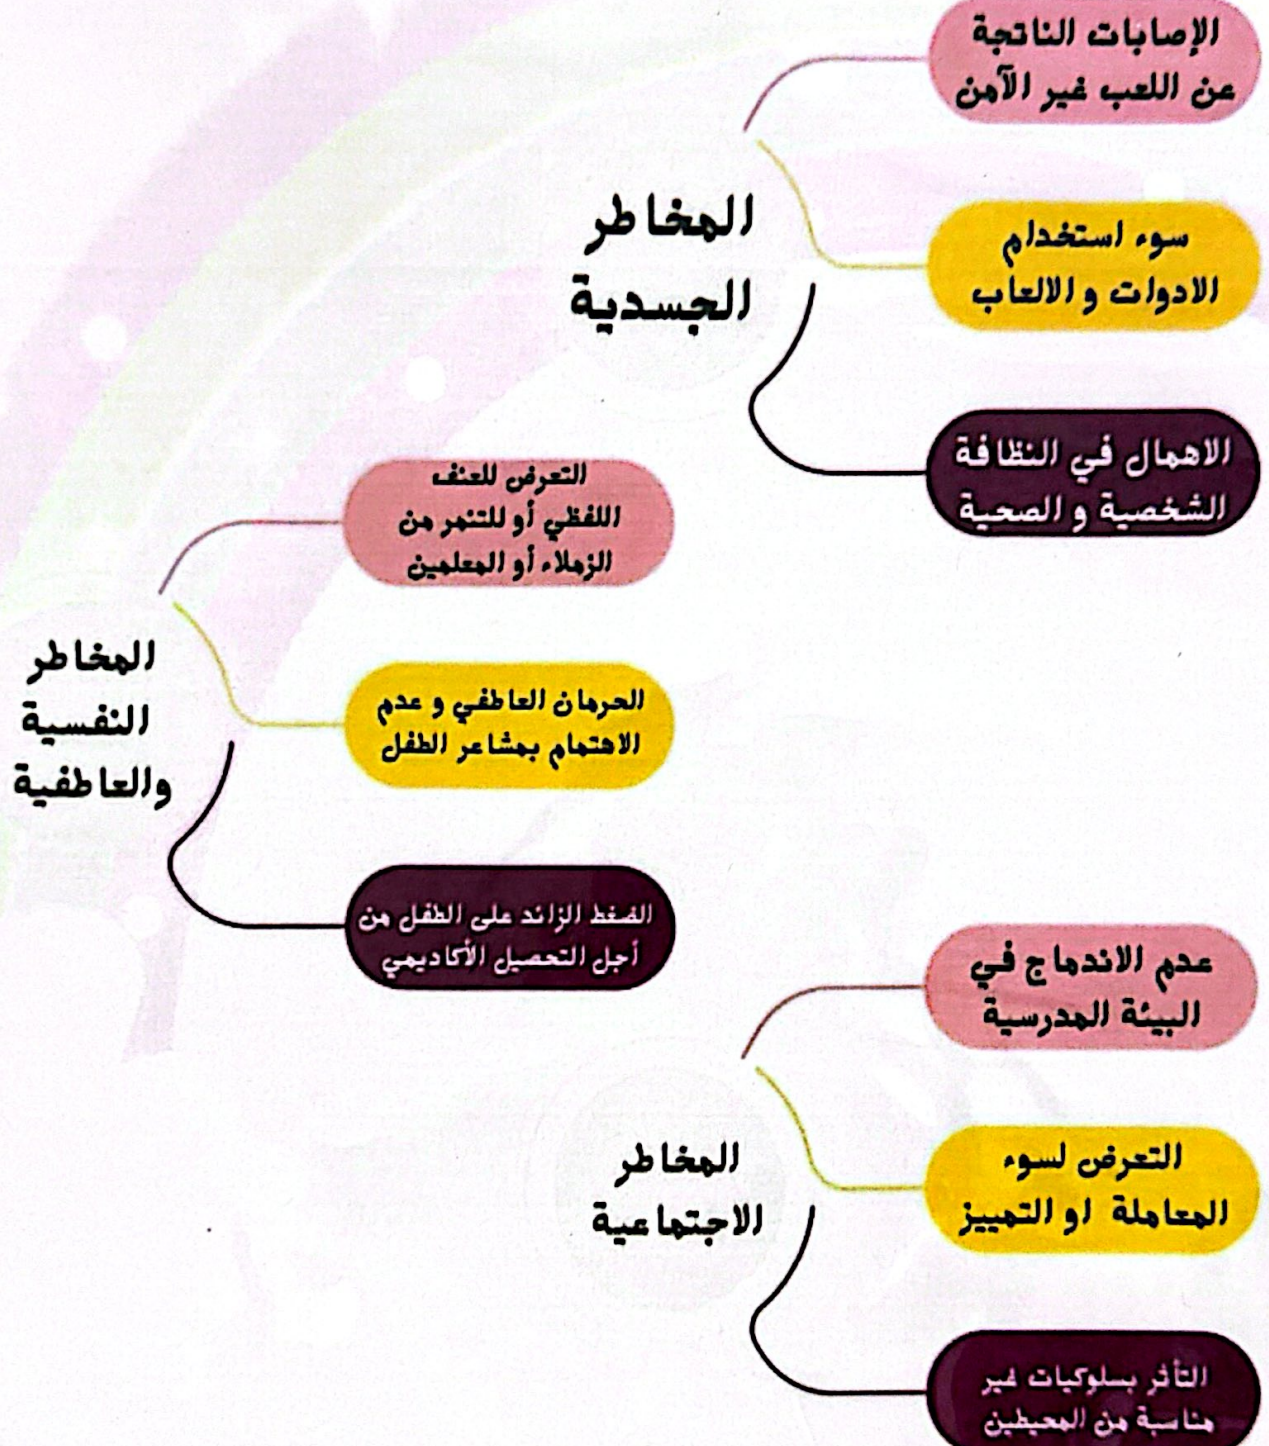 المخاطر
الجسدية
الإصابات الناتجة
عن اللعب غير الآمن
سوء استخدام
الادوات و الالعاب
الاهمال في النظافة
الشخصية و الصحية
المخاطر
النفسية
والعاطفية
التعرض للعنف
اللفظي أو للتنمر من
الزملاء أو المعلمين
الحرمان العاطفي و عدم
الاهتمام بمشاعر الطفل
الضغط الزائد على الطفل من
أجل التحصيل الأكاديمي
المخاطر
الاجتماعية
عدم الاندماج في
البيئة المدرسية
التعرض لسوء
المعاملة او التمييز
التأثر بسلوكيات غير
مناسبة من المحيطين